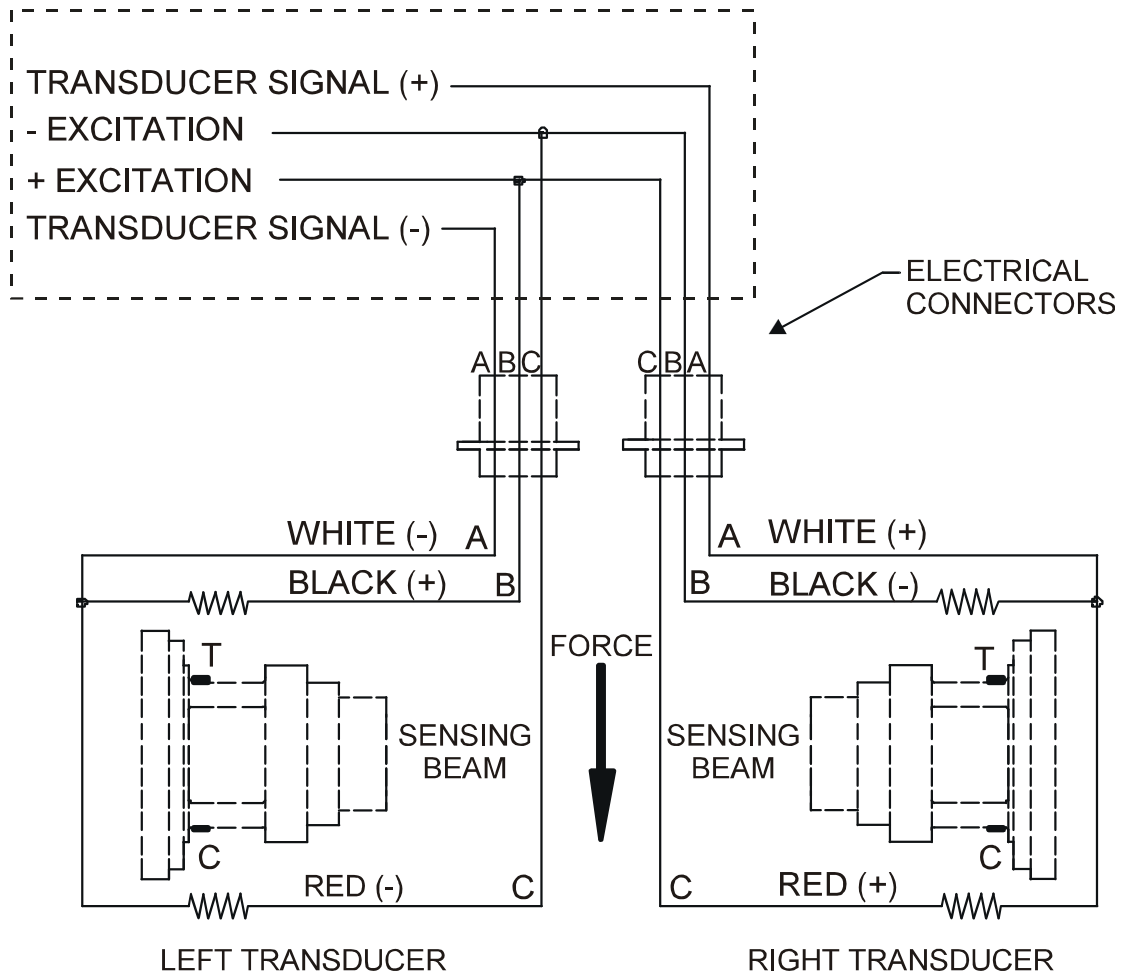 TRANSDUCER SIGNAL (+)
- EXCITATION
+ EXCITATION
TRANSDUCER SIGNAL (-)
ELECTRICAL
CONNECTORS
A B C
C B A
WHITE (-) A
A WHITE (+)
BLACK (+) B
B BLACK (-)
T
FORCE
T
SENSING
BEAM
SENSING
BEAM
C
C
RED (-) C
C RED (+)
LEFT TRANSDUCER
RIGHT TRANSDUCER